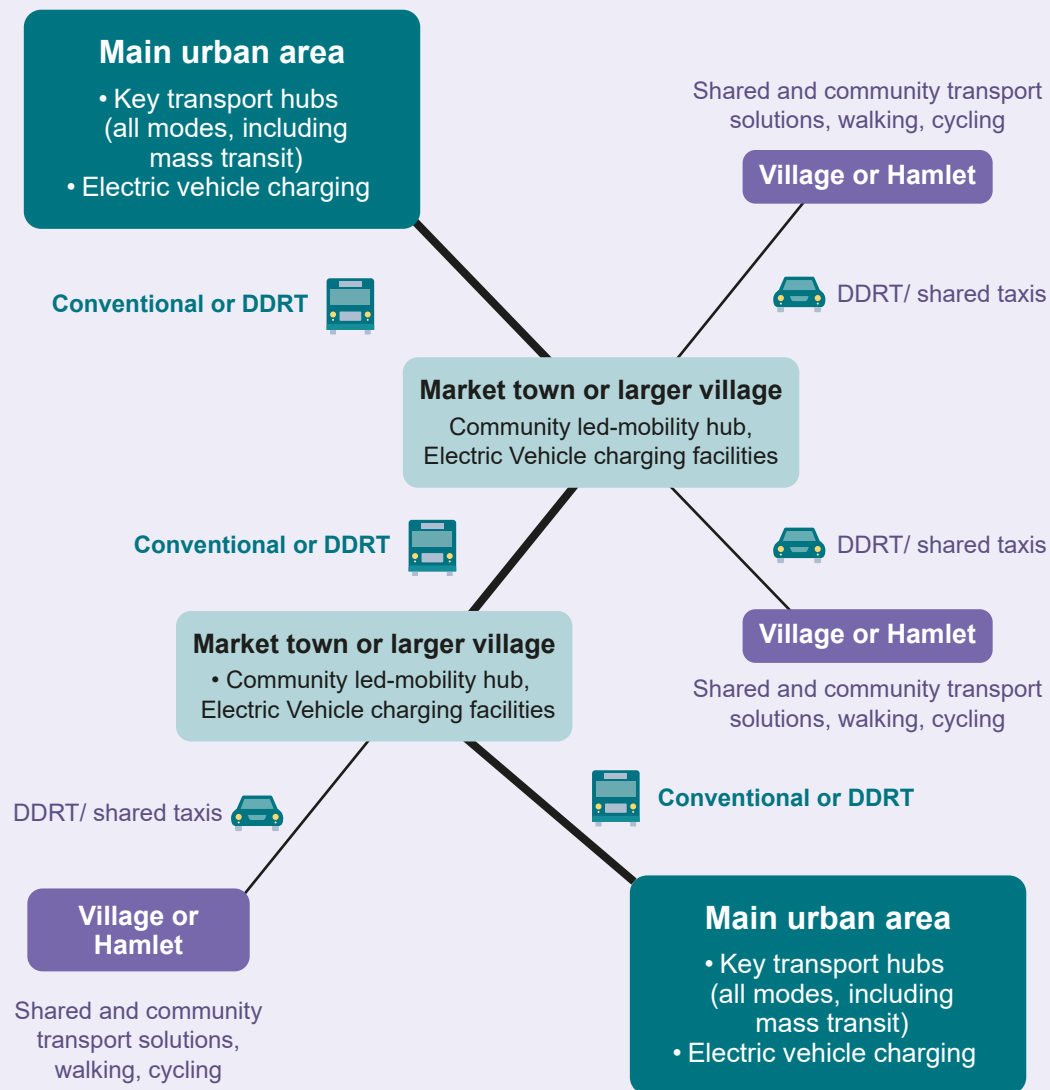 Main urban area
• Key transport hubs
(all modes, including
mass transit)
• Electric vehicle charging
Shared and community transport
solutions, walking, cycling
Village or Hamlet
Conventional or DDRT
DDRT/ shared taxis
Market town or larger village
Community led-mobility hub,
Electric Vehicle charging facilities
Conventional or DDRT
DDRT/ shared taxis
Village or Hamlet
Shared and community transport
solutions, walking, cycling
Market town or larger village
• Community led-mobility hub,
Electric Vehicle charging facilities
DDRT/ shared taxis
Conventional or DDRT
Village or
Hamlet
Shared and community
transport solutions,
walking, cycling
Main urban area
• Key transport hubs
(all modes, including
mass transit)
• Electric vehicle charging